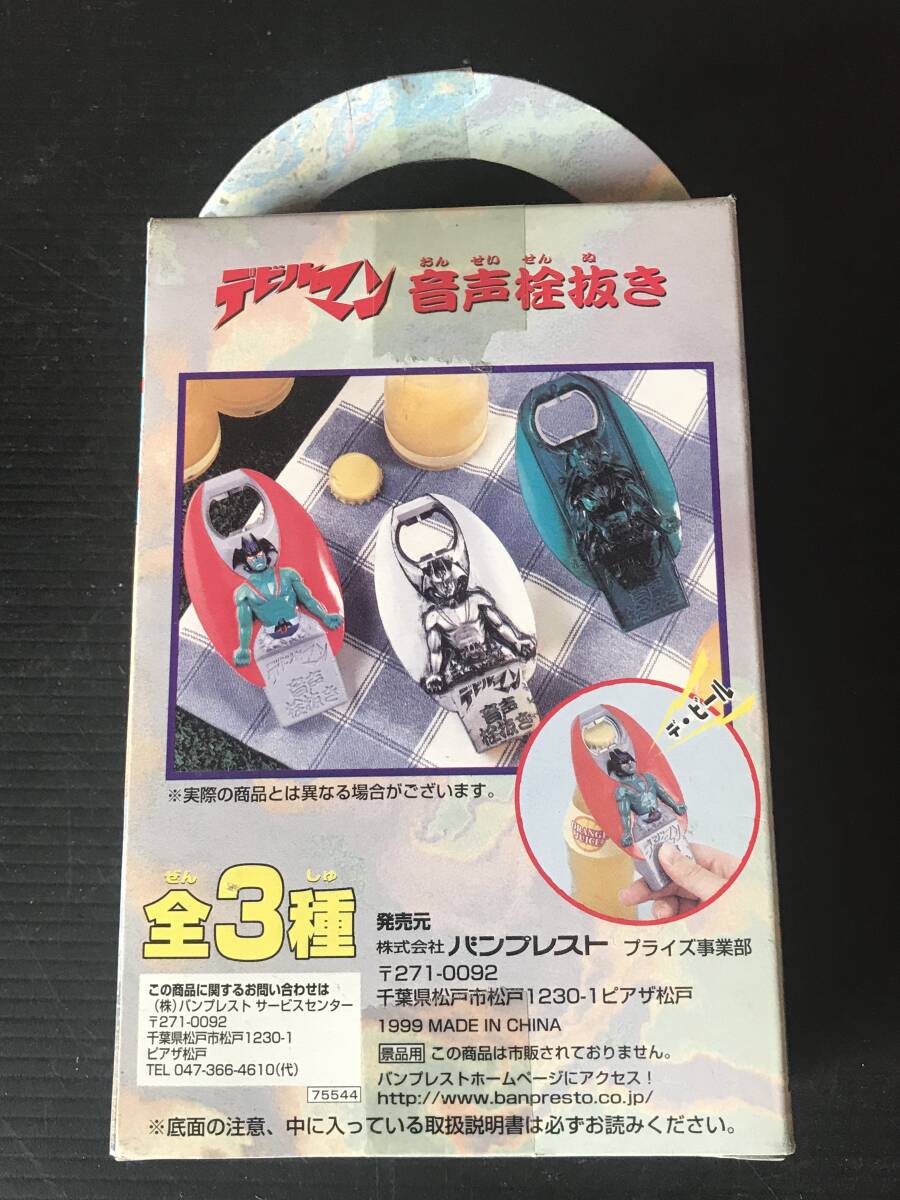 おん せい せん ぬ
デビルマン 音声栓抜き
デビルマン
音声
栓抜き
デビルマン
音声
栓抜き
デ・ビール
ORANGE
JUICE
※実際の商品とは異なる場合がございます。
ぜん しゅ
全3種
発売元
株式会社 バンプレスト プライズ事業部
〒271-0092
千葉県松戸市松戸1230-1ピアザ松戸
1999 MADE IN CHINA
景品用 この商品は市販されておりません。
バンプレストホームページにアクセス！
http://www.banpresto.co.jp/
この商品に関するお問い合わせは
（株）バンプレスト サービスセンター
〒271-0092
千葉県松戸市松戸1230-1
ピアザ松戸
TEL 047-366-4610(代)
75544
※底面の注意、中に入っている取扱説明書は必ずお読みください。